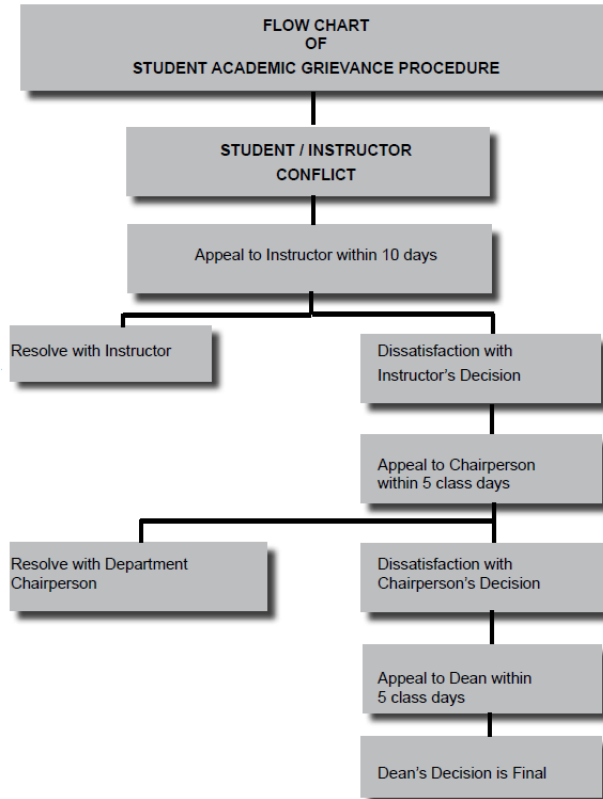 FLOW CHART
OF
STUDENT ACADEMIC GRIEVANCE PROCEDURE
STUDENT / INSTRUCTOR
CONFLICT
Appeal to Instructor within 10 days
Resolve with Instructor
Dissatisfaction with
Instructor’s Decision
Appeal to Chairperson
within 5 class days
Resolve with Department
Chairperson
Dissatisfaction with
Chairperson’s Decision
Appeal to Dean within
5 class days
Dean’s Decision is Final